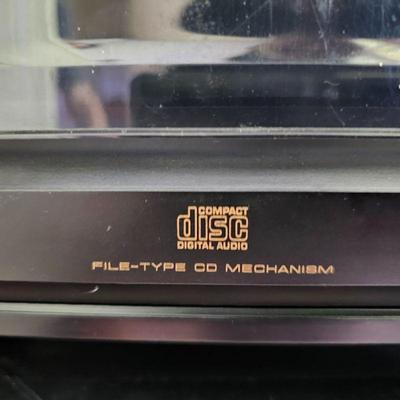 COMPACT
disc
DIGITAL AUDIO
FILE-TYPE CD MECHANISM